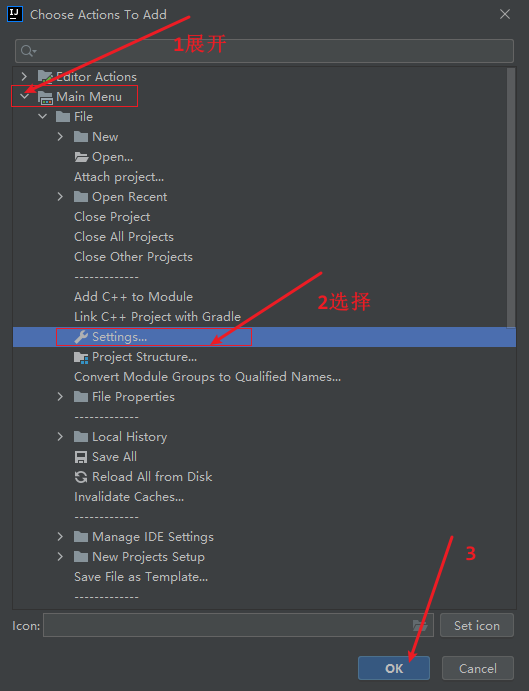 IJ Choose Actions To Add
1展开
Editor Actions
Main Menu
File
New
Open...
Attach project...
Open Recent
Close Project
Close All Projects
Close Other Projects
-------------
2选择
Add C++ to Module
Link C++ Project with Gradle
Settings...
Project Structure...
Convert Module Groups to Qualified Names...
File Properties
-------------
Local History
Save All
Reload All from Disk
Invalidate Caches...
-------------
Manage IDE Settings
3
New Projects Setup
Save File as Template...
-------------
Icon: Set icon
OK Cancel